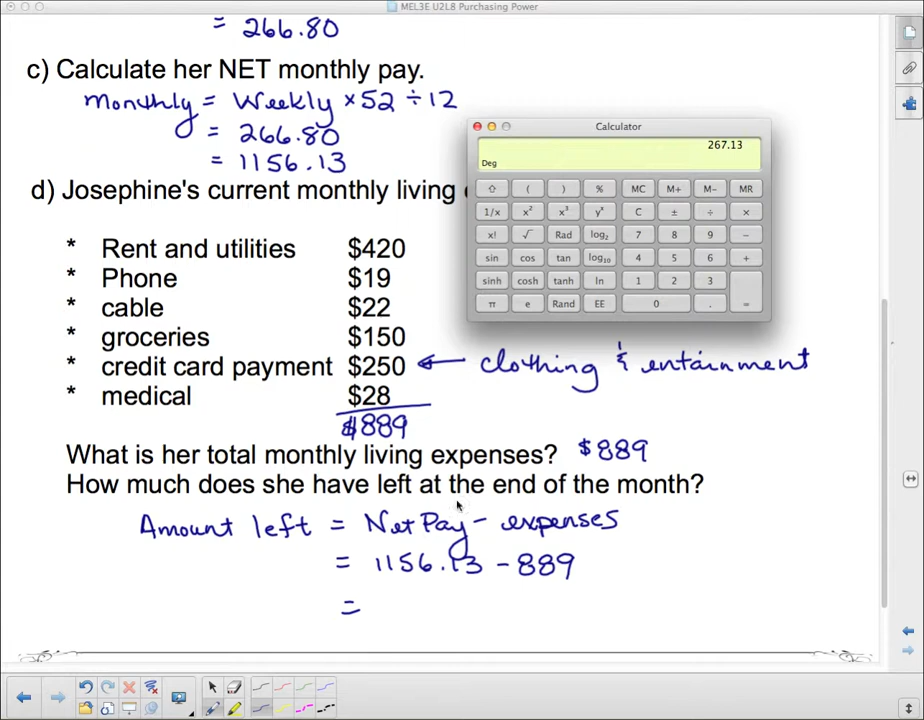 MEL3E U2L8 Purchasing Power
= 266.80
c) Calculate her NET monthly pay.
monthly = Weekly ×52 ÷12
= 266.80
= 1156.13
d) Josephine's current monthly living
* Rent and utilities $420
* Phone $19
* cable $22
* groceries $150
* credit card payment $250 ← clothing & entainment
* medical $28
$889
What is her total monthly living expenses? $889
How much does she have left at the end of the month?
Amount left = Net Pay - expenses
= 1156.13 - 889
=
Calculator
267.13
Deg
⇧ ( ) % MC M+ M− MR
1/x x² x³ yˣ C ± ÷ ×
x! √ Rad log₂ 7 8 9 −
sin cos tan log₁₀ 4 5 6 +
sinh cosh tanh ln 1 2 3
π e Rand EE 0 . =